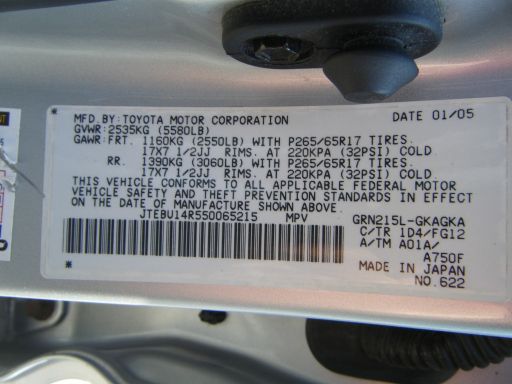 MFD.BY:TOYOTA MOTOR CORPORATION DATE 01/05
GVWR:2535KG (5580LB)
GAWR:FRT. 1160KG (2550LB) WITH P265/65R17 TIRES.
17X7 1/2JJ RIMS. AT 220KPA (32PSI) COLD.
RR. 1390KG (3060LB) WITH P265/65R17 TIRES.
17X7 1/2JJ RIMS. AT 220KPA (32PSI) COLD.
THIS VEHICLE CONFORMS TO ALL APPLICABLE FEDERAL MOTOR
VEHICLE SAFETY AND THEFT PREVENTION STANDARDS IN EFFECT
ON THE DATE OF MANUFACTURE SHOWN ABOVE.
JTEBU14R550065215 MPV GRN215L-GKAGKA
C/TR 1D4/FG12
A/TM A01A/
A750F
MADE IN JAPAN
NO.622